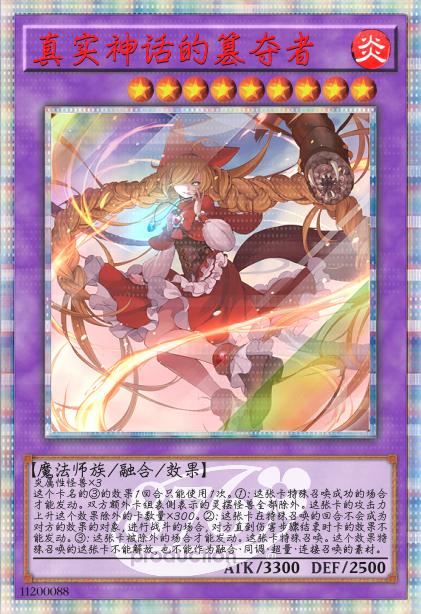 真实神话的篡夺者
炎
【魔法师族/融合/效果】
炎属性怪兽×3
这个卡名的③的效果1回合只能使用1次。①:这张卡特殊召唤成功的场合
才能发动。双方额外卡组表侧表示的灵摆怪兽全部除外。这张卡的攻击力
上升这个效果除外的卡数量×300。②:这张卡在特殊召唤的回合不会成为
对方的效果的对象,进行战斗的场合,对方直到伤害步骤结束时卡的效果不
能发动。③:这张卡被除外的场合才能发动。这张卡特殊召唤。这个效果特
殊召唤的这张卡不能解放,也不能作为融合·同调·超量·连接召唤的素材。
production
ATK/3300 DEF/2500
11200088